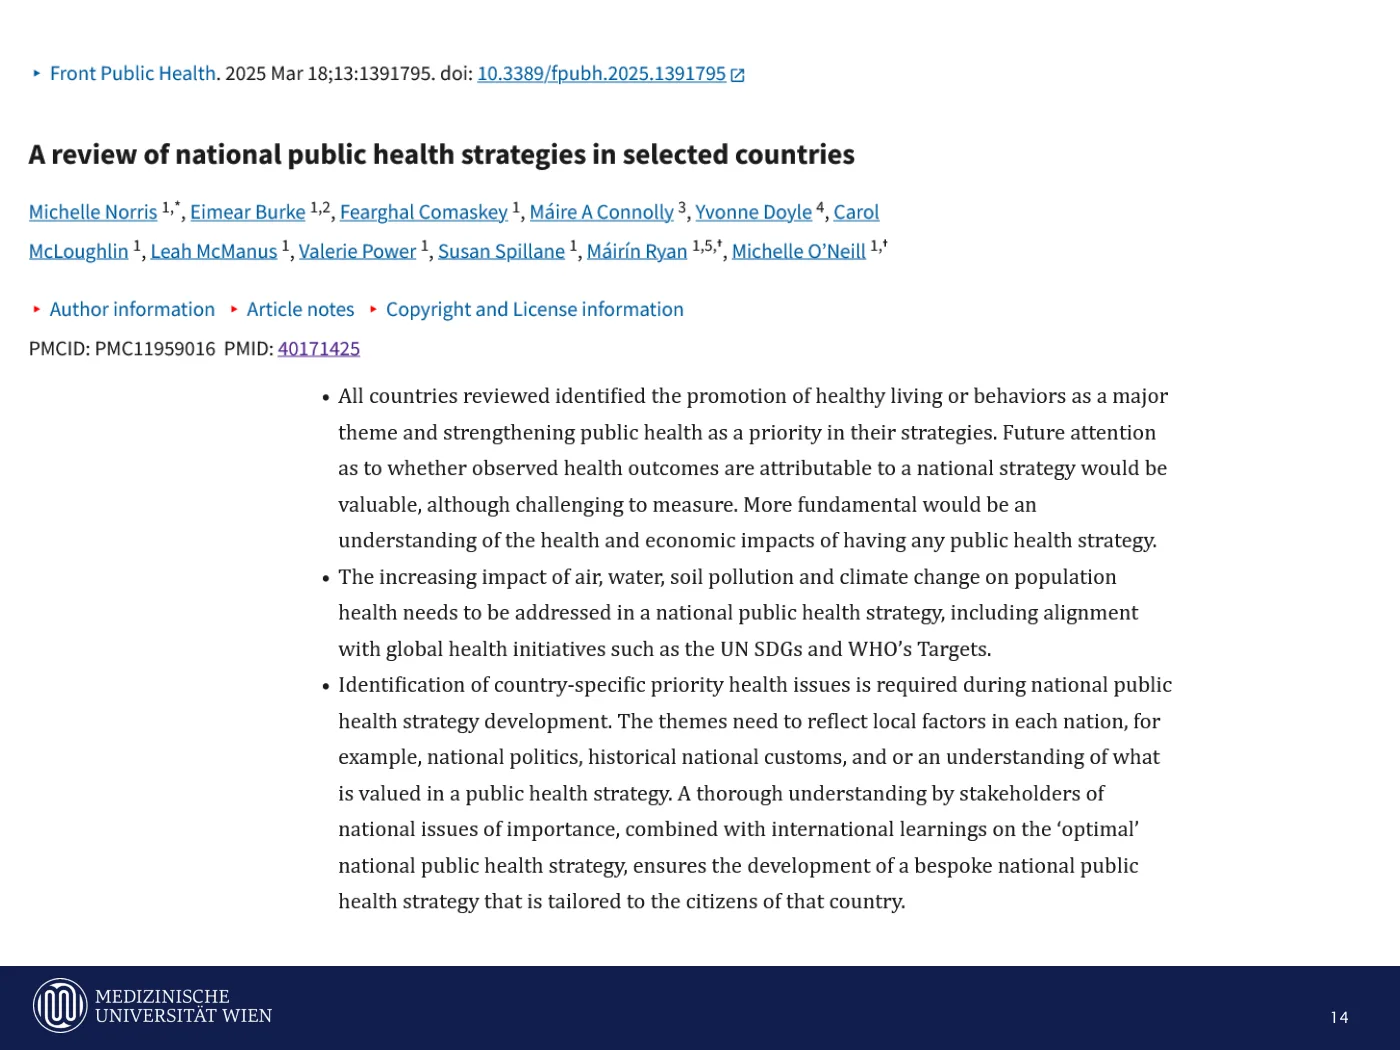 ‣ Front Public Health. 2025 Mar 18;13:1391795. doi: 10.3389/fpubh.2025.1391795
A review of national public health strategies in selected countries
Michelle Norris 1,*, Eimear Burke 1,2, Fearghal Comaskey 1, Máire A Connolly 3, Yvonne Doyle 4, Carol
McLoughlin 1, Leah McManus 1, Valerie Power 1, Susan Spillane 1, Máirín Ryan 1,5,†, Michelle O’Neill 1,†
‣ Author information ‣ Article notes ‣ Copyright and License information
PMCID: PMC11959016 PMID: 40171425
• All countries reviewed identified the promotion of healthy living or behaviors as a major
theme and strengthening public health as a priority in their strategies. Future attention
as to whether observed health outcomes are attributable to a national strategy would be
valuable, although challenging to measure. More fundamental would be an
understanding of the health and economic impacts of having any public health strategy.
• The increasing impact of air, water, soil pollution and climate change on population
health needs to be addressed in a national public health strategy, including alignment
with global health initiatives such as the UN SDGs and WHO’s Targets.
• Identification of country-specific priority health issues is required during national public
health strategy development. The themes need to reflect local factors in each nation, for
example, national politics, historical national customs, and or an understanding of what
is valued in a public health strategy. A thorough understanding by stakeholders of
national issues of importance, combined with international learnings on the ‘optimal’
national public health strategy, ensures the development of a bespoke national public
health strategy that is tailored to the citizens of that country.
MEDIZINISCHE
UNIVERSITÄT WIEN
14